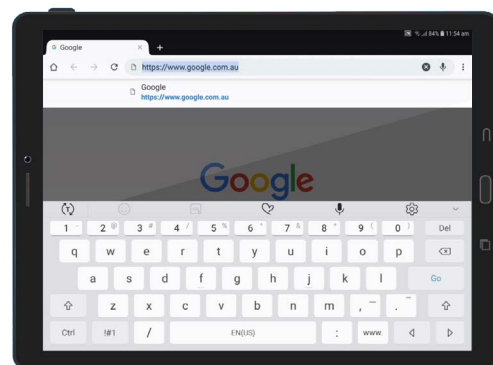 84% 11:54 am
Google
https://www.google.com.au
Google
https://www.google.com.au
Google
1 2 @ 3 # 4 / 5 % 6 ^ 7 & 8 * 9 ( 0 ) Del
q w e r t y u i o p
a s d f g h j k l Go
z x c v b n m , .
Ctrl !#1 / EN(US) : www.